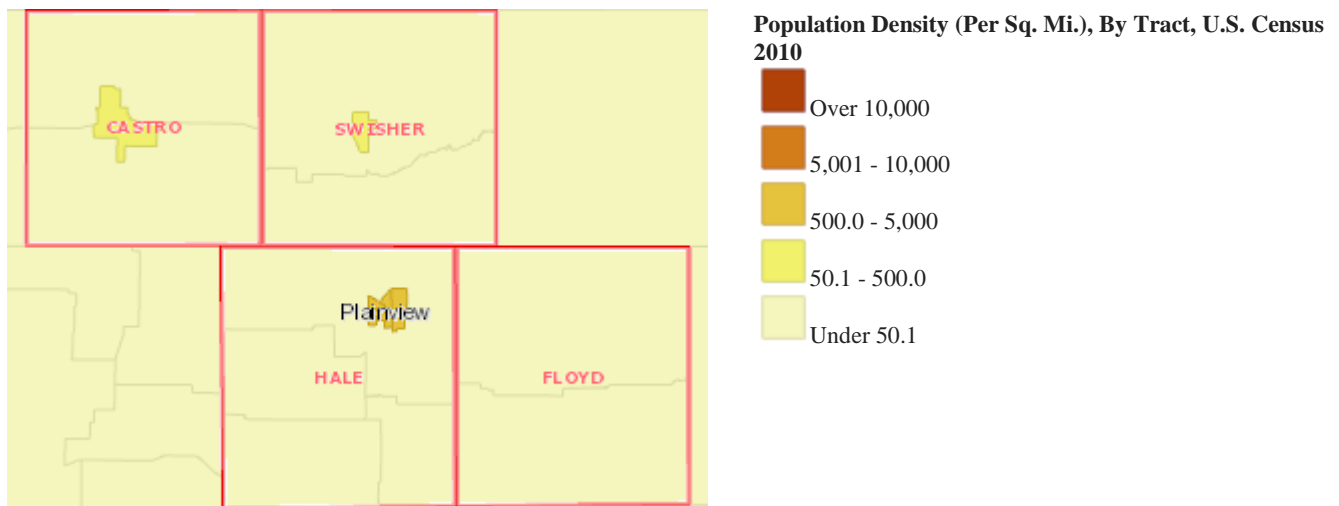 CASTRO
SWISHER
Plainview
HALE
FLOYD
Population Density (Per Sq. Mi.), By Tract, U.S. Census
2010
Over 10,000
5,001 - 10,000
500.0 - 5,000
50.1 - 500.0
Under 50.1